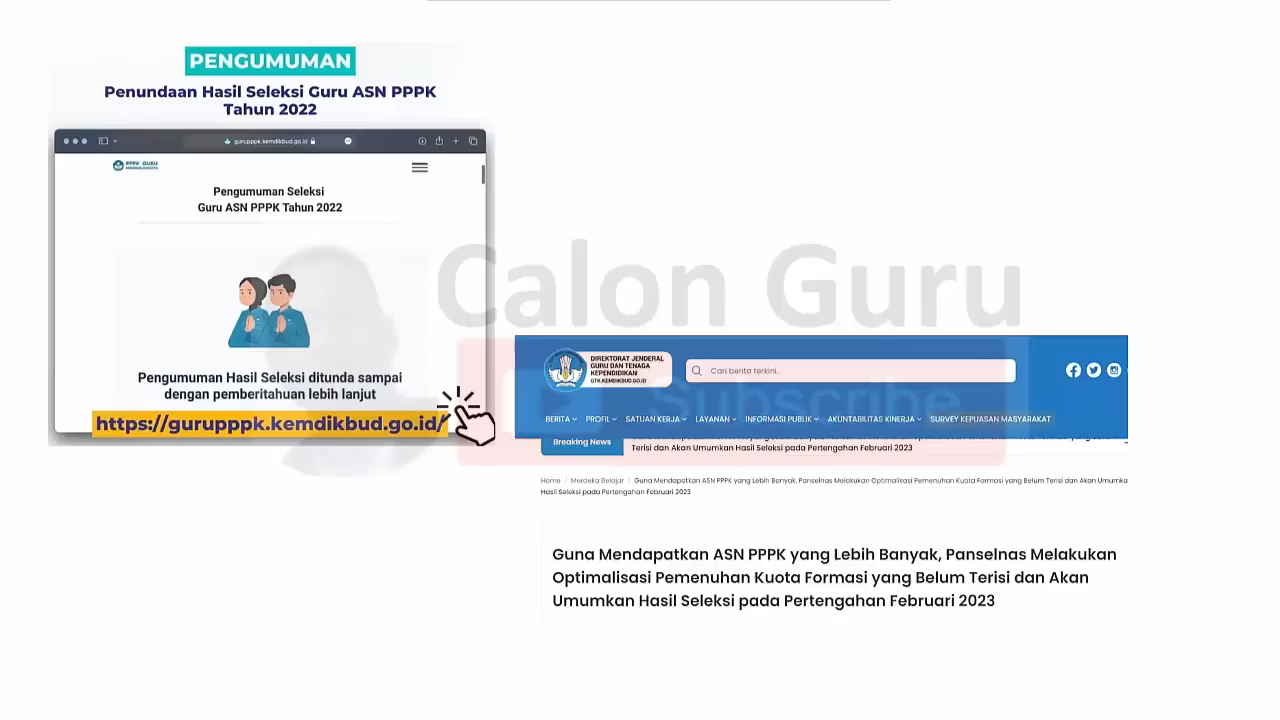 PENGUMUMAN
Penundaan Hasil Seleksi Guru ASN PPPK
Tahun 2022
gurupppk.kemdikbud.go.id
PPPK GURU
Pengumuman Seleksi
Guru ASN PPPK Tahun 2022
Pengumuman Hasil Seleksi ditunda sampai
dengan pemberitahuan lebih lanjut
https://gurupppk.kemdikbud.go.id/
Calon Guru
Subscribe
DIREKTORAT JENDERAL
GURU DAN TENAGA
KEPENDIDIKAN
GTK.KEMDIKBUD.GO.ID
Cari berita terkini..
BERITA PROFIL SATUAN KERJA LAYANAN INFORMASI PUBLIK AKUNTABILITAS KINERJA SURVEY KEPUASAN MASYARAKAT
Breaking News
Terisi dan Akan Umumkan Hasil Seleksi pada Pertengahan Februari 2023
Home / Merdeka Belajar / Guna Mendapatkan ASN PPPK yang Lebih Banyak, Panselnas Melakukan Optimalisasi Pemenuhan Kuota Formasi yang Belum Terisi dan Akan Umumka
Hasil Seleksi pada Pertengahan Februari 2023
Guna Mendapatkan ASN PPPK yang Lebih Banyak, Panselnas Melakukan
Optimalisasi Pemenuhan Kuota Formasi yang Belum Terisi dan Akan
Umumkan Hasil Seleksi pada Pertengahan Februari 2023